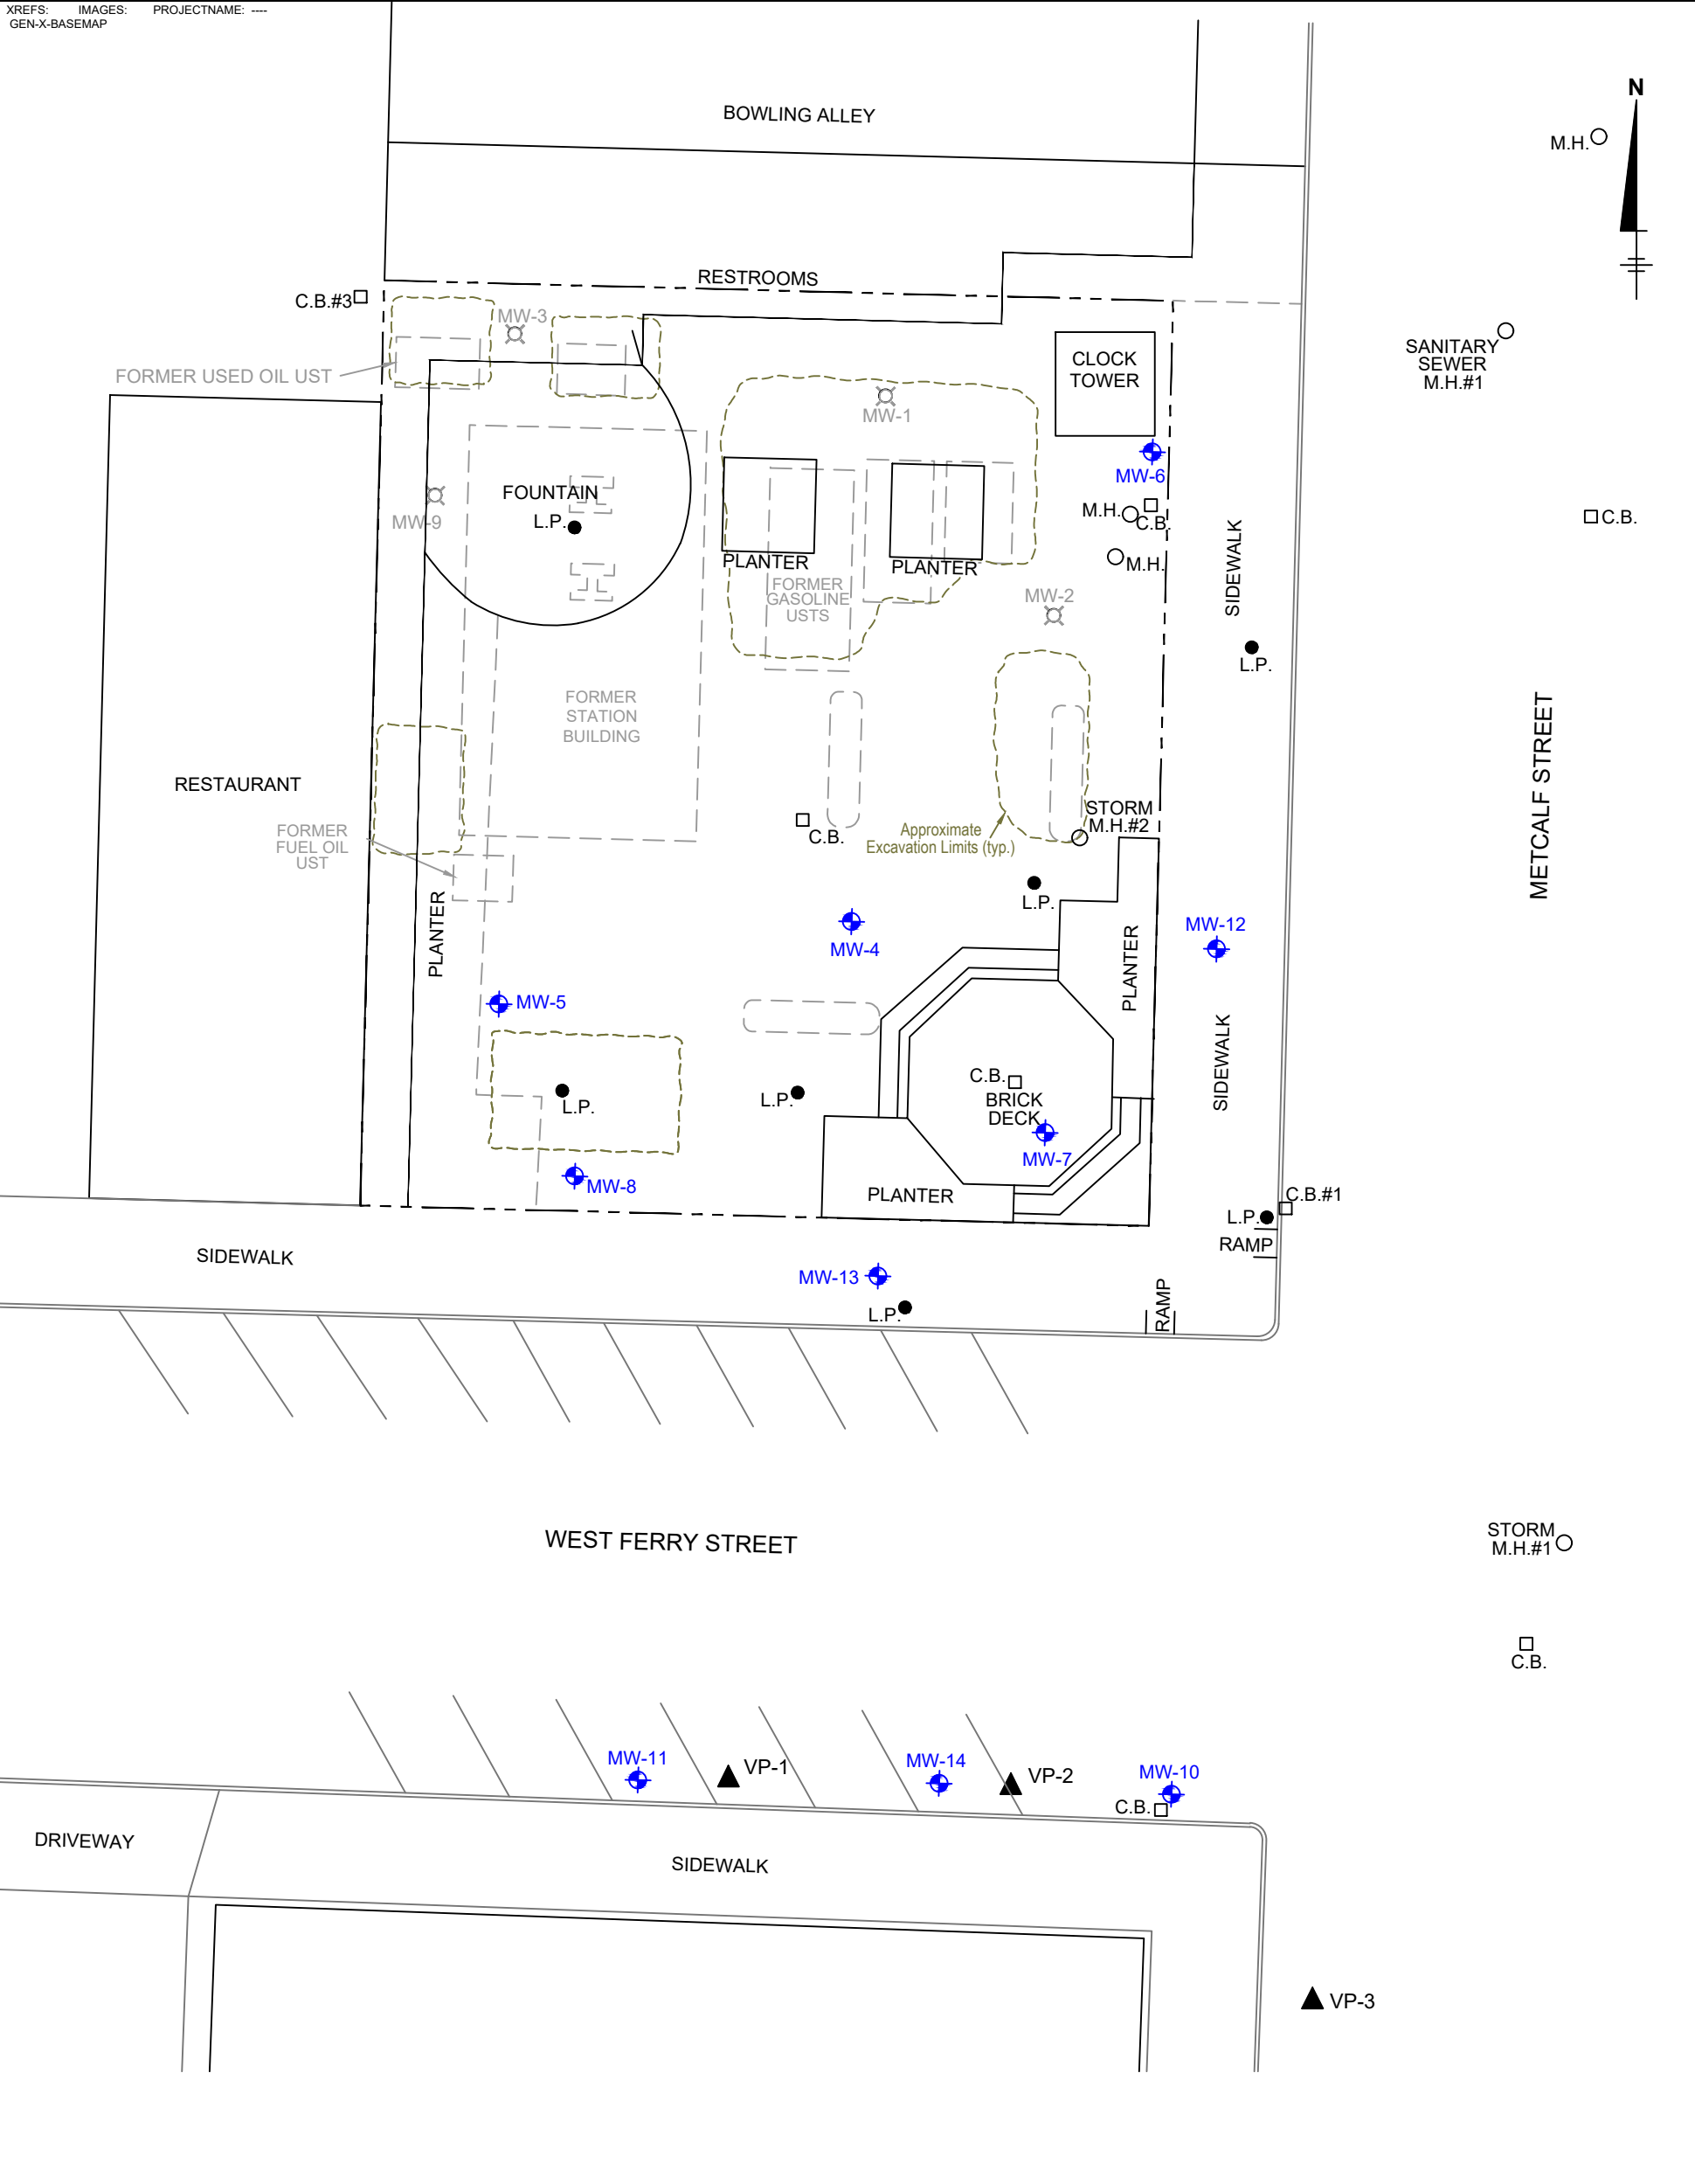 XREFS: IMAGES: PROJECTNAME: ----
GEN-X-BASEMAP
N
BOWLING ALLEY
M.H.
RESTROOMS
C.B.#3
MW-3
SANITARY
SEWER
M.H.#1
CLOCK
TOWER
FORMER USED OIL UST
MW-1
MW-6
FOUNTAIN
L.P.
MW-9
M.H.
C.B.
C.B.
PLANTER
PLANTER
M.H.
SIDEWALK
FORMER
GASOLINE
USTS
MW-2
L.P.
FORMER
STATION
BUILDING
METCALF STREET
RESTAURANT
STORM
M.H.#2
FORMER
FUEL OIL
UST
C.B.
Approximate
Excavation Limits (typ.)
L.P.
PLANTER
MW-4
PLANTER
MW-12
MW-5
SIDEWALK
C.B.
BRICK
DECK
L.P.
L.P.
MW-7
MW-8
PLANTER
C.B.#1
L.P.
RAMP
SIDEWALK
MW-13
L.P.
RAMP
WEST FERRY STREET
STORM
M.H.#1
C.B.
MW-11
VP-1
MW-14
VP-2
MW-10
C.B.
DRIVEWAY
SIDEWALK
VP-3